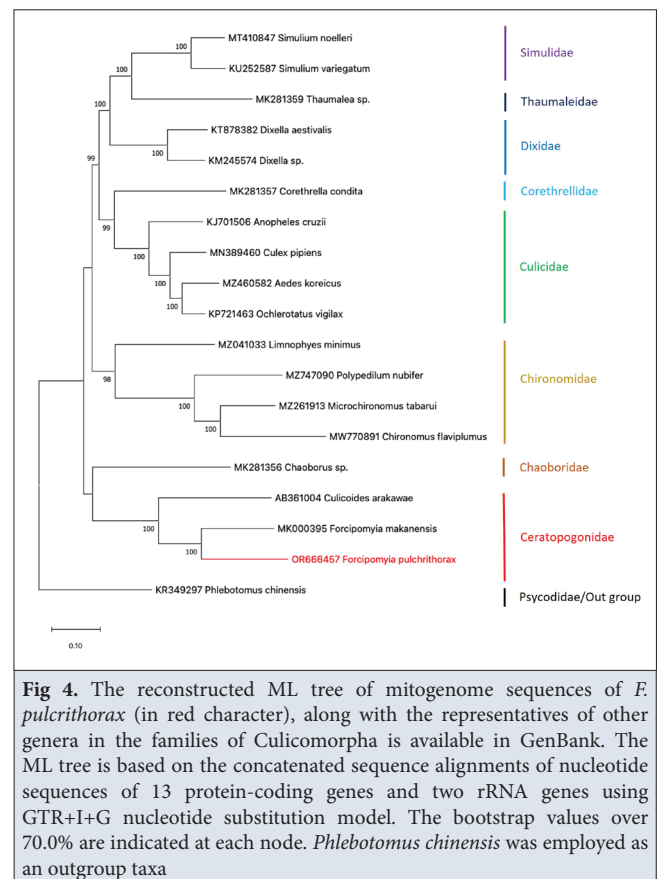 MT410847 Simulium noelleri
100
KU252587 Simulium variegatum
Simulidae
100
MK281359 Thaumalea sp.
Thaumaleidae
100
KT878382 Dixella aestivalis
100
KM245574 Dixella sp.
Dixidae
99
MK281357 Corethrella condita
Corethrellidae
99
KJ701506 Anopheles cruzii
100
MN389460 Culex pipiens
100
MZ460582 Aedes koreicus
100
KP721463 Ochlerotatus vigilax
Culicidae
MZ041033 Limnophyes minimus
98
MZ747090 Polypedilum nubifer
100
MZ261913 Microchironomus tabarui
100
MW770891 Chironomus flaviplumus
Chironomidae
MK281356 Chaoborus sp.
Chaoboridae
AB361004 Culicoides arakawae
100
MK000395 Forcipomyia makanensis
100
OR666457 Forcipomyia pulchrithorax
Ceratopogonidae
KR349297 Phlebotomus chinensis
Psycodidae/Out group
0.10
Fig 4. The reconstructed ML tree of mitogenome sequences of F.
pulcrithorax (in red character), along with the representatives of other
genera in the families of Culicomorpha is available in GenBank. The
ML tree is based on the concatenated sequence alignments of nucleotide
sequences of 13 protein-coding genes and two rRNA genes using
GTR+I+G nucleotide substitution model. The bootstrap values over
70.0% are indicated at each node. Phlebotomus chinensis was employed as
an outgroup taxa